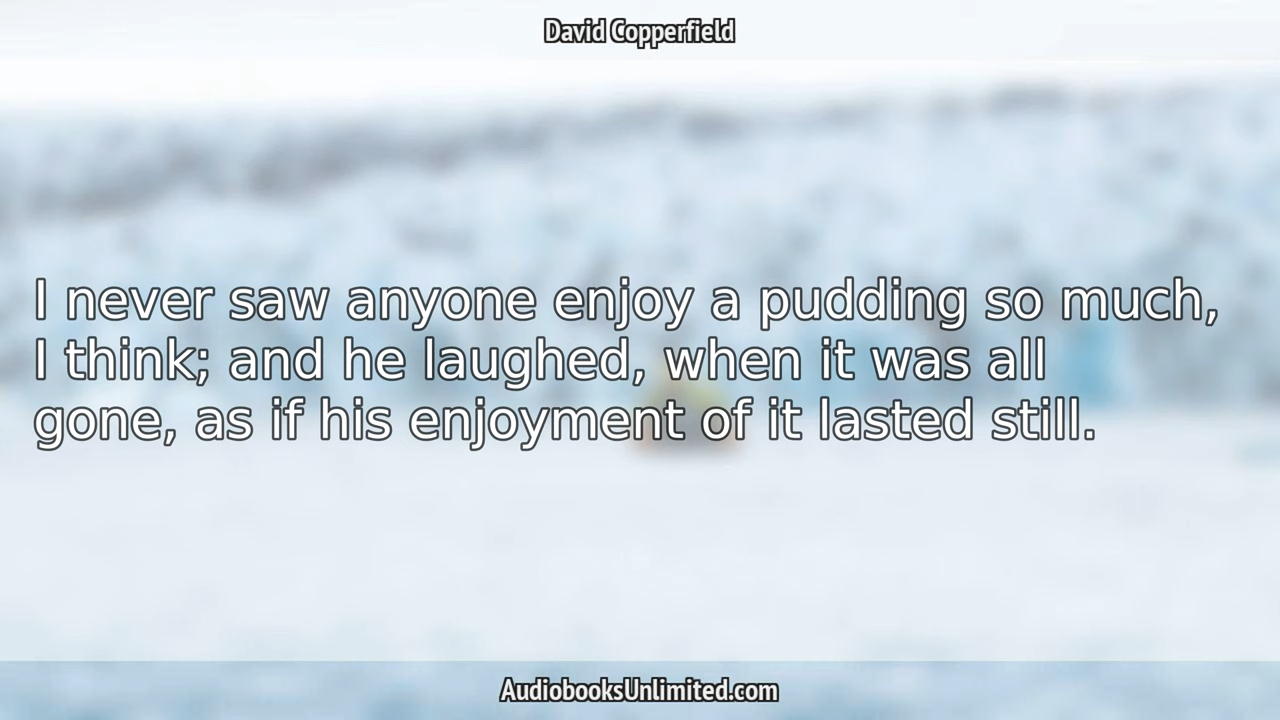 David Copperfield
I never saw anyone enjoy a pudding so much,
I think; and he laughed, when it was all
gone, as if his enjoyment of it lasted still.
AudiobooksUnlimited.com